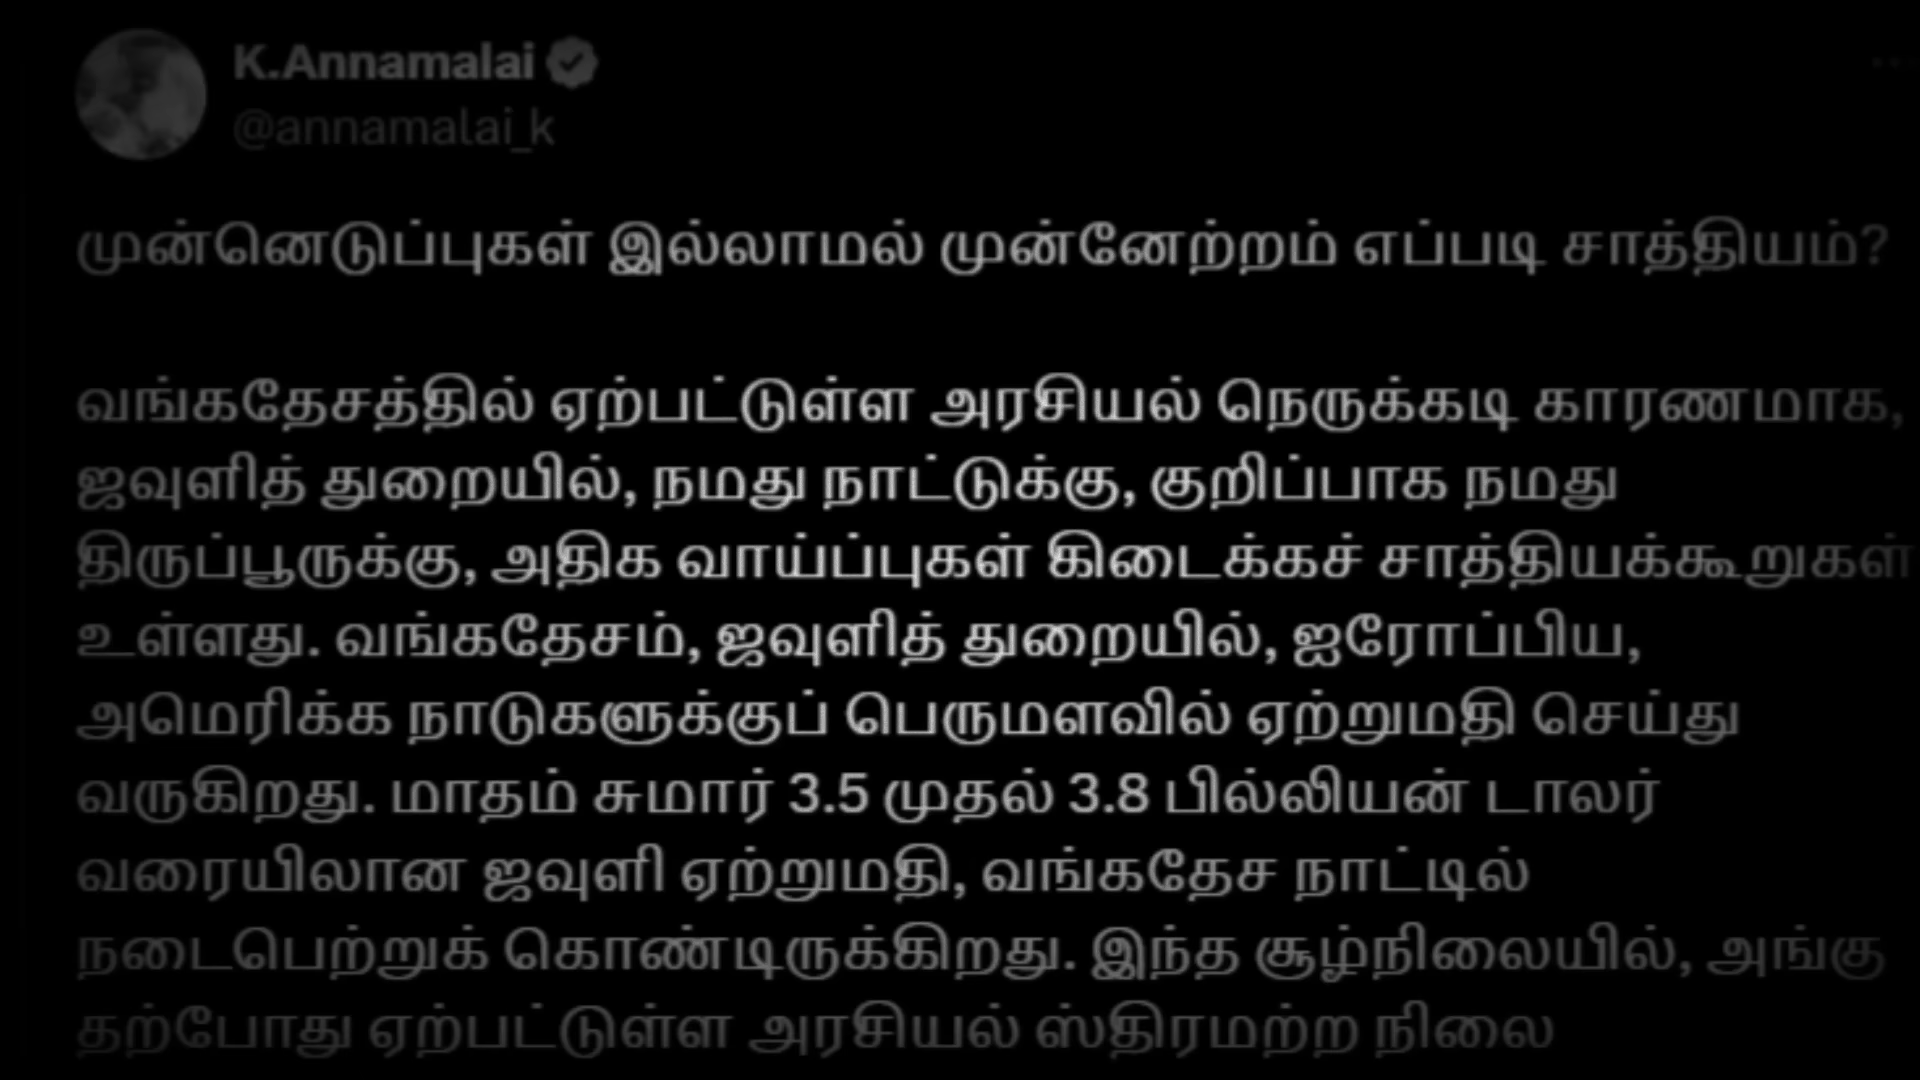 K.Annamalai
@annamalai_k
முன்னெடுப்புகள் இல்லாமல் முன்னேற்றம் எப்படி சாத்தியம்?
வங்கதேசத்தில் ஏற்பட்டுள்ள அரசியல் நெருக்கடி காரணமாக,
ஜவுளித் துறையில், நமது நாட்டுக்கு, குறிப்பாக நமது
திருப்பூருக்கு, அதிக வாய்ப்புகள் கிடைக்கச் சாத்தியக்கூறுகள்
உள்ளது. வங்கதேசம், ஜவுளித் துறையில், ஐரோப்பிய,
அமெரிக்க நாடுகளுக்குப் பெருமளவில் ஏற்றுமதி செய்து
வருகிறது. மாதம் சுமார் 3.5 முதல் 3.8 பில்லியன் டாலர்
வரையிலான ஜவுளி ஏற்றுமதி, வங்கதேச நாட்டில்
நடைபெற்றுக் கொண்டிருக்கிறது. இந்த சூழ்நிலையில், அங்கு
தற்போது ஏற்பட்டுள்ள அரசியல் ஸ்திரமற்ற நிலை